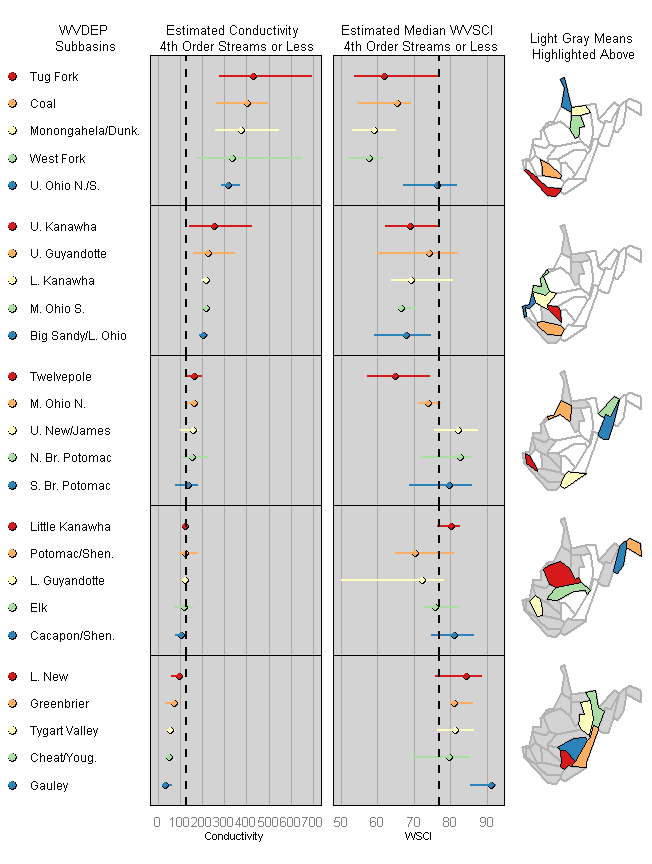 WVDEP
Subbasins
Estimated Conductivity
4th Order Streams or Less
Estimated Median WVSCI
4th Order Streams or Less
Light Gray Means
Highlighted Above
Tug Fork
Coal
Monongahela/Dunk.
West Fork
U. Ohio N./S.
U. Kanawha
U. Guyandotte
L. Kanawha
M. Ohio S.
Big Sandy/L. Ohio
Twelvepole
M. Ohio N.
U. New/James
N. Br. Potomac
S. Br. Potomac
Little Kanawha
Potomac/Shen.
L. Guyandotte
Elk
Cacapon/Shen.
L. New
Greenbrier
Tygart Valley
Cheat/Youg.
Gauley
0 100 200 300 400 500 600 700
Conductivity
50 60 70 80 90
WSCI